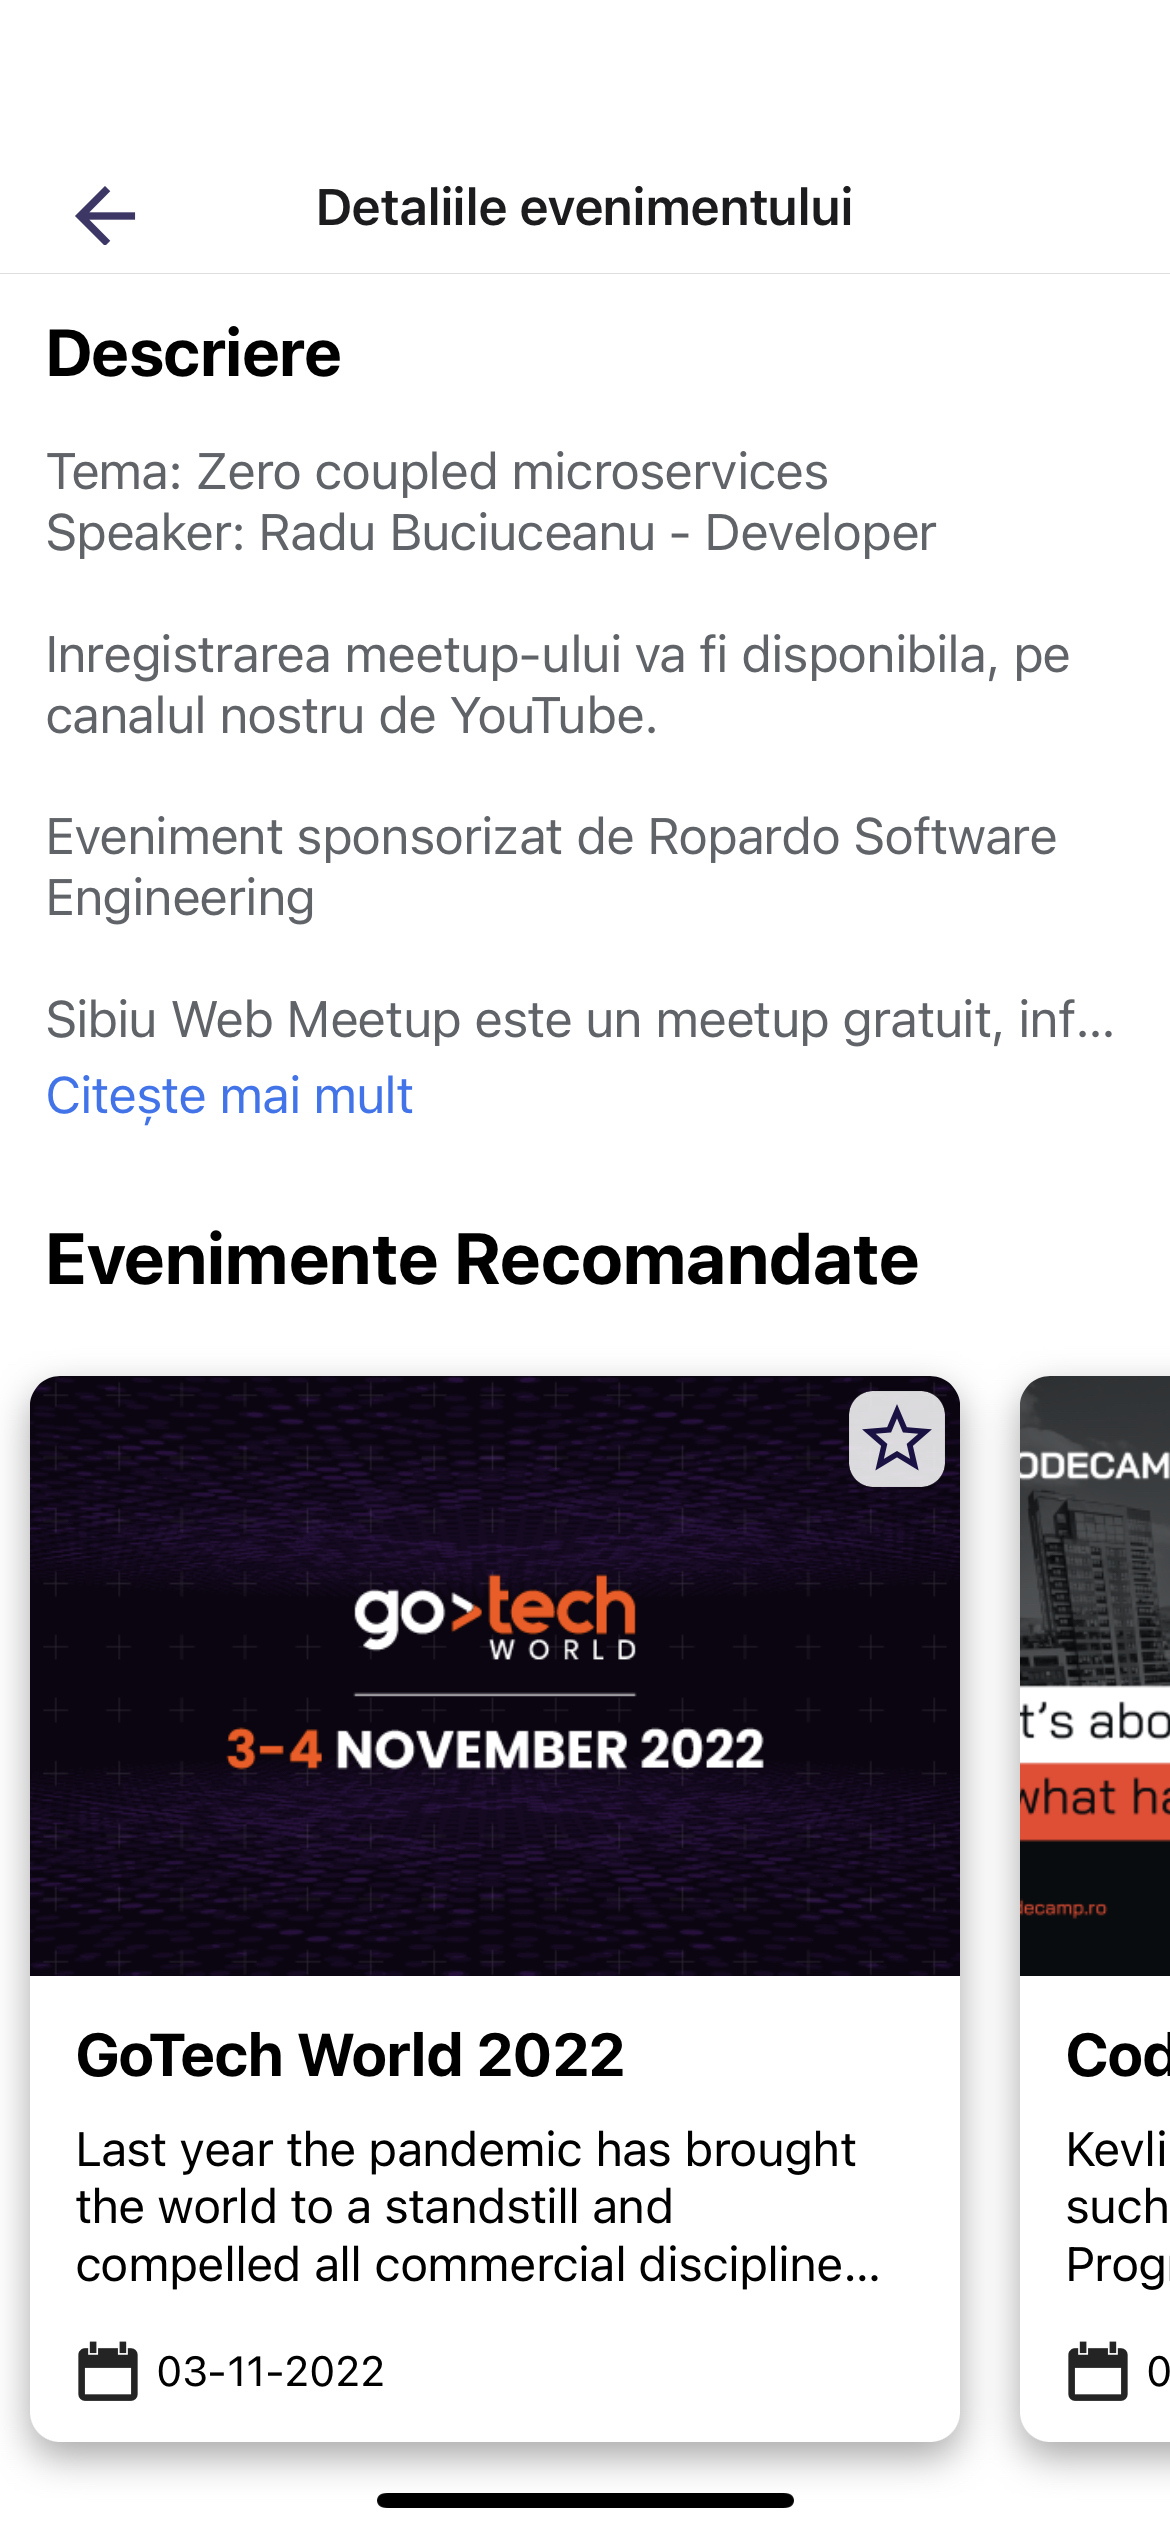 Detaliile evenimentului
Descriere
Tema: Zero coupled microservices
Speaker: Radu Buciuceanu - Developer
Inregistrarea meetup-ului va fi disponibila, pe
canalul nostru de YouTube.
Eveniment sponsorizat de Ropardo Software
Engineering
Sibiu Web Meetup este un meetup gratuit, inf...
Citește mai mult
Evenimente Recomandate
go>tech
WORLD
3-4 NOVEMBER 2022
GoTech World 2022
Last year the pandemic has brought
the world to a standstill and
compelled all commercial discipline...
03-11-2022
ODECAM
t's abo
what ha
decamp.ro
Cod
Kevli
such
Prog
0